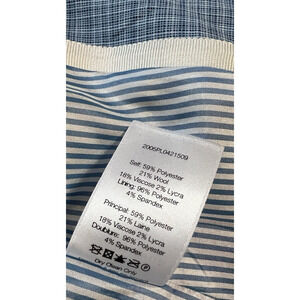 2005PL0421509
Self: 59% Polyester
21% Wool
18% Viscose 2% Lycra
Lining: 96% Polyester
4% Spandex
Principal: 59% Polyester
21% Laine
18% Viscose 2% Lycra
Doublure: 96% Polyester
4% Spandex
Dry Clean Only